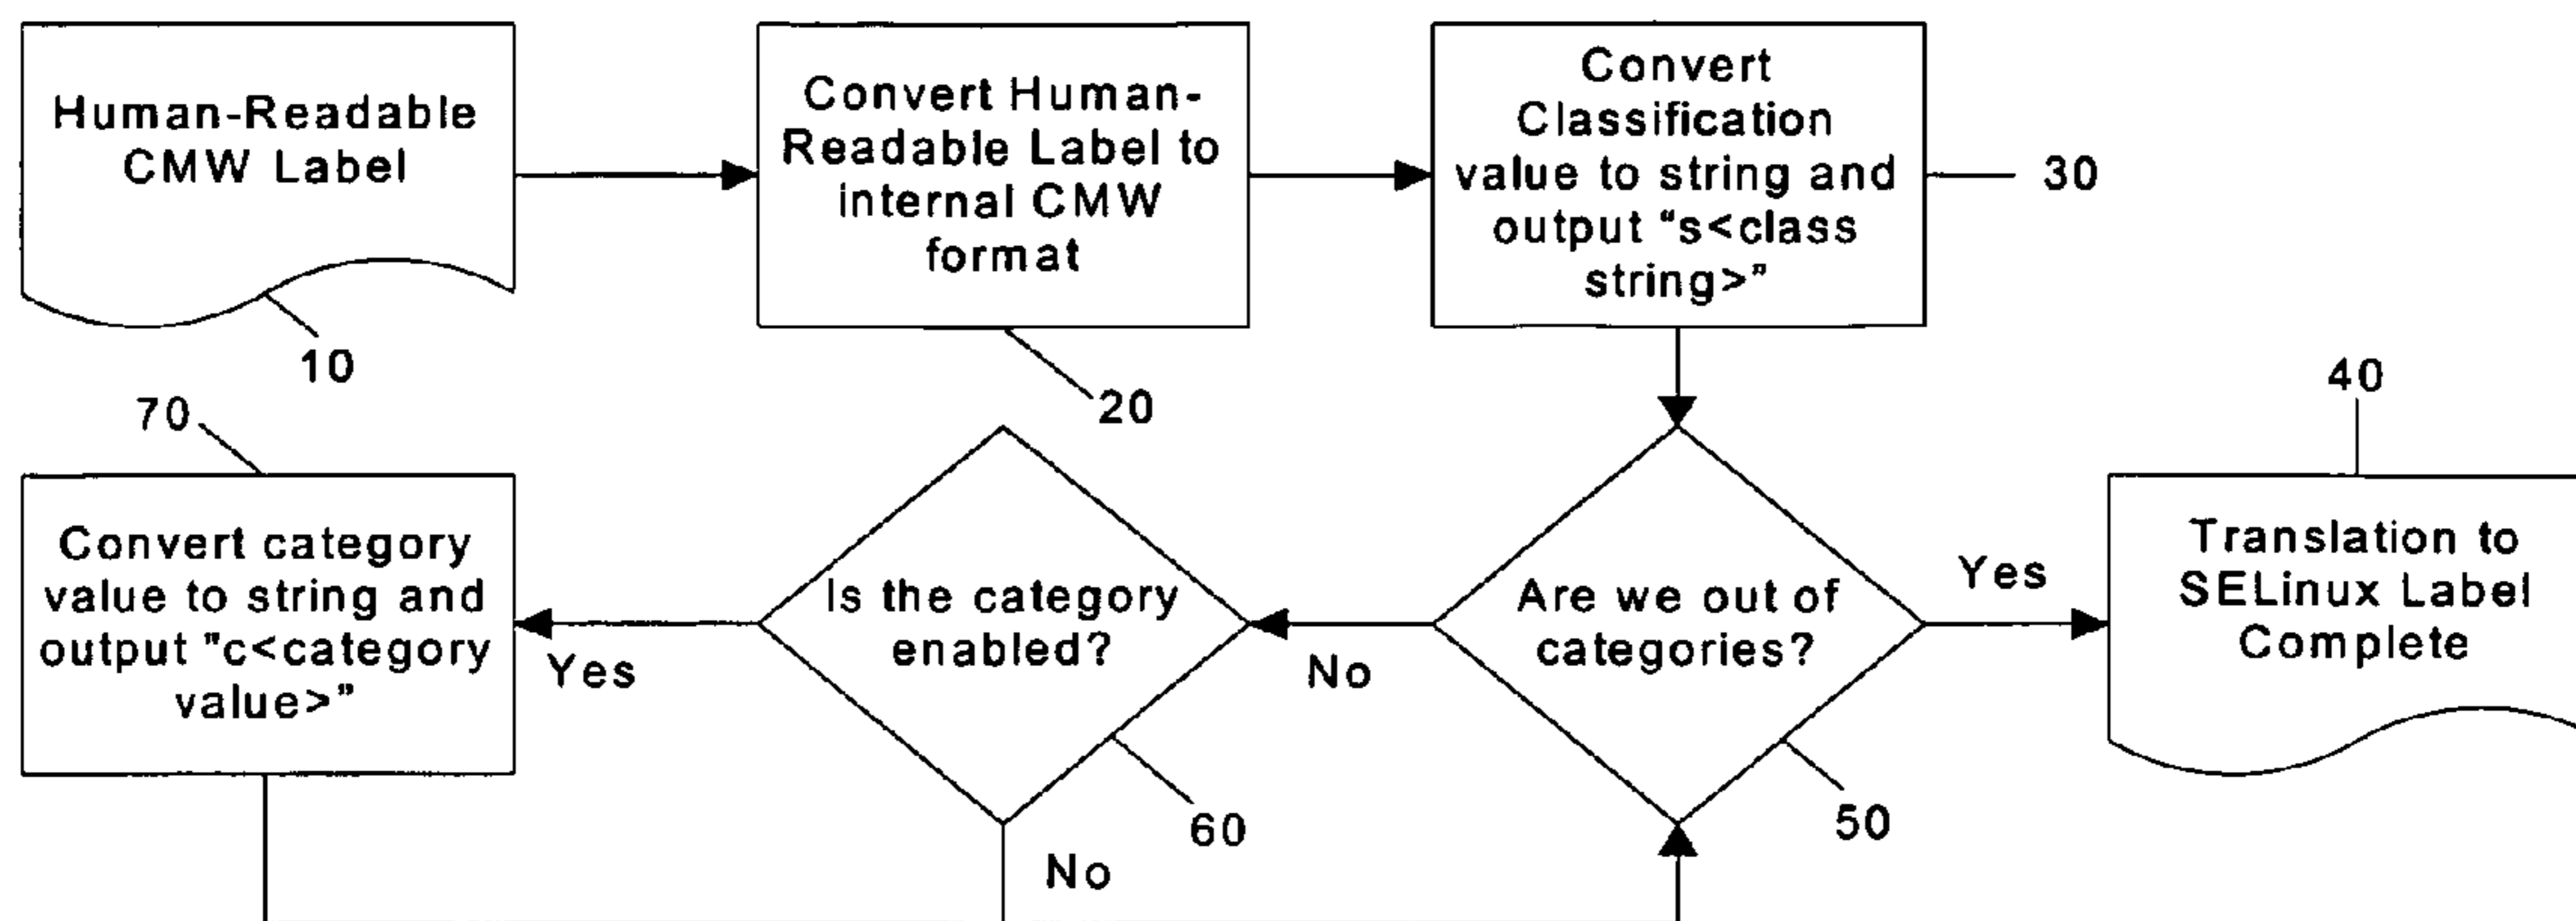 Human-Readable
CMW Label
10
Convert Human-
Readable Label to
internal CMW
format
20
Convert
Classification
value to string and
output “s<class
string>”
30
40
Translation to
SELinux Label
Complete
Yes
Are we out of
categories?
50
No
Is the category
enabled?
60
No
Yes
70
Convert category
value to string and
output "c<category
value>”